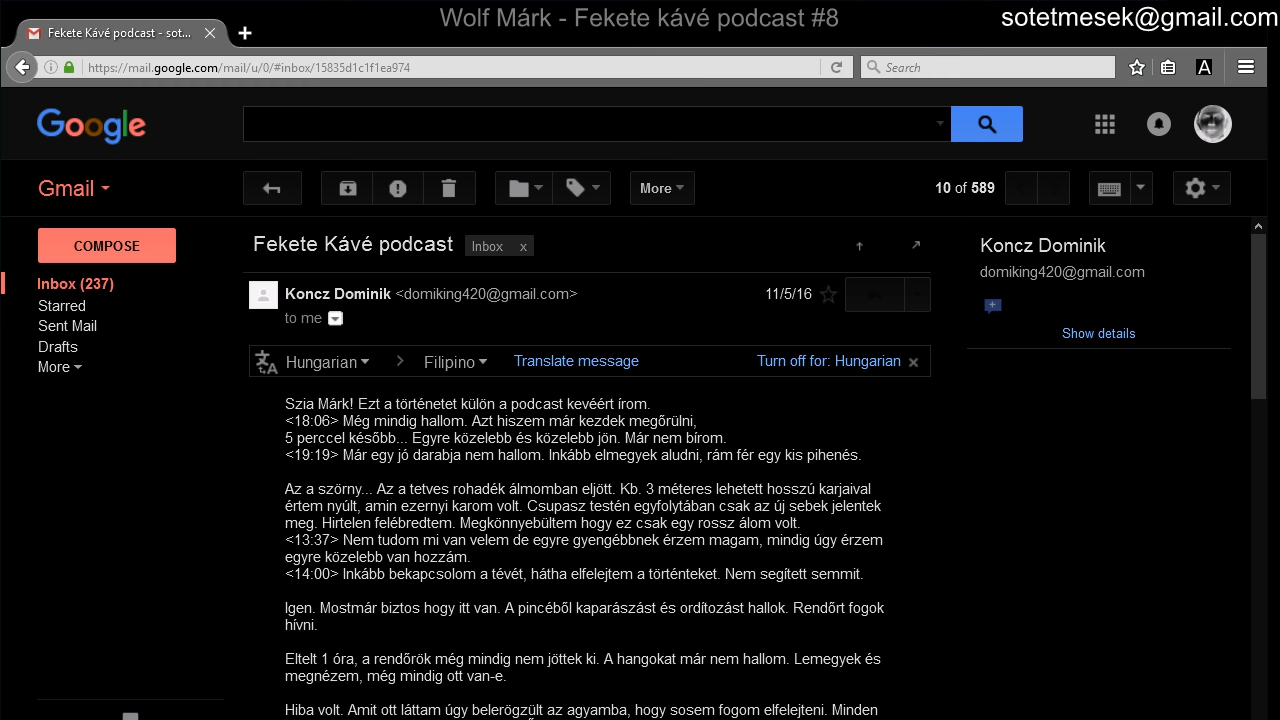 Wolf Márk - Fekete kávé podcast #8
sotetmesek@gmail.com
Fekete Kávé podcast - sot...
https://mail.google.com/mail/u/0/#inbox/15835d1c1f1ea974
Search
Google
Gmail
More
10 of 589
COMPOSE
Inbox (237)
Starred
Sent Mail
Drafts
More
Fekete Kávé podcast
Inbox x
Koncz Dominik <domiking420@gmail.com>
11/5/16
to me
Hungarian > Filipino Translate message Turn off for: Hungarian x
Szia Márk! Ezt a történetet külön a podcast kevéért írom.
<18:06> Még mindig hallom. Azt hiszem már kezdek megőrülni,
5 perccel később... Egyre közelebb és közelebb jön. Már nem bírom.
<19:19> Már egy jó darabja nem hallom. Inkább elmegyek aludni, rám fér egy kis pihenés.
Az a szörny... Az a tetves rohadék álmomban eljött. Kb. 3 méteres lehetett hosszú karjaival
értem nyúlt, amin ezernyi karom volt. Csupasz testén egyfolytában csak az új sebek jelentek
meg. Hirtelen felébredtem. Megkönnyebültem hogy ez csak egy rossz álom volt.
<13:37> Nem tudom mi van velem de egyre gyengébbnek érzem magam, mindig úgy érzem
egyre közelebb van hozzám.
<14:00> Inkább bekapcsolom a tévét, hátha elfelejtem a történteket. Nem segített semmit.
Igen. Mostmár biztos hogy itt van. A pincéből kaparászást és ordítozást hallok. Rendőrt fogok
hívni.
Eltelt 1 óra, a rendőrök még mindig nem jöttek ki. A hangokat már nem hallom. Lemegyek és
megnézem, még mindig ott van-e.
Hiba volt. Amit ott láttam úgy belerögzült az agyamba, hogy sosem fogom elfelejteni. Minden
Koncz Dominik
domiking420@gmail.com
Show details